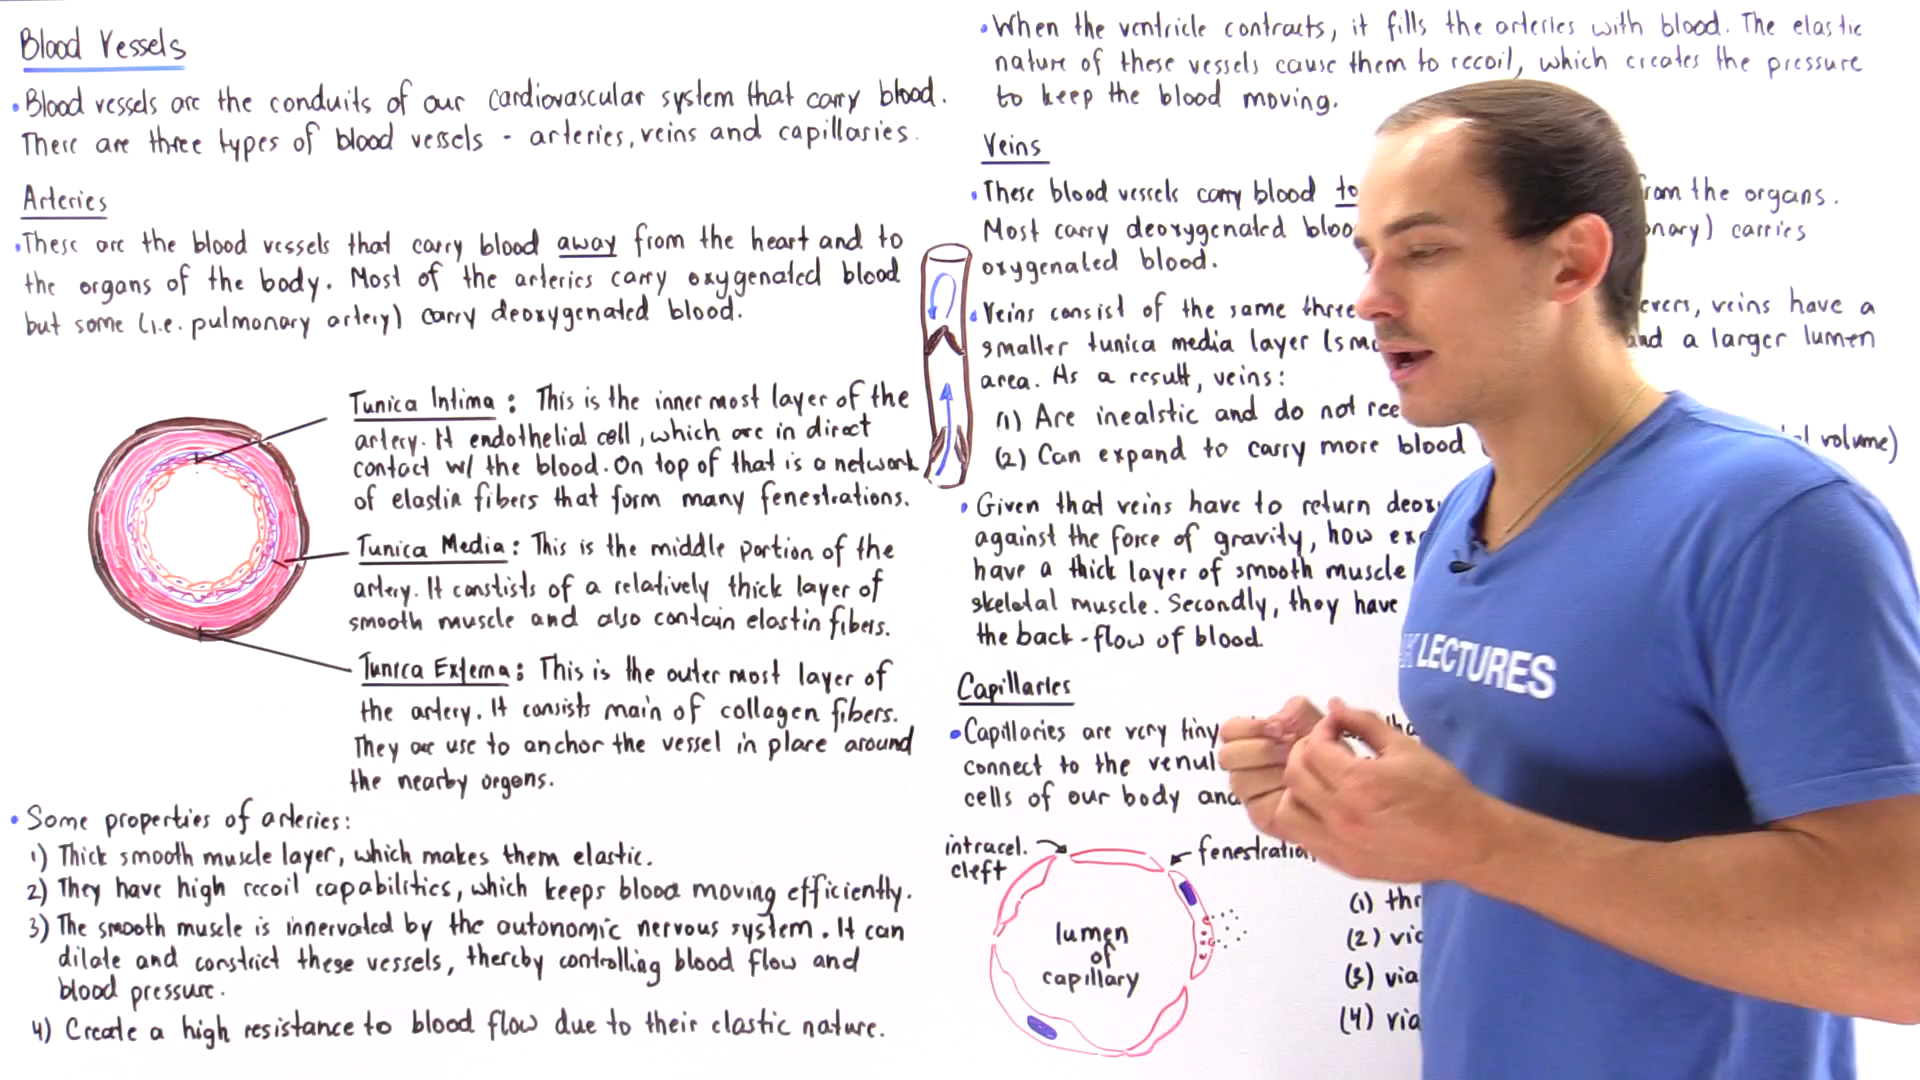 Blood Vessels
• Blood vessels are the conduits of our cardiovascular system that carry blood.
There are three types of blood vessels - arteries, veins and capillaries.
Arteries
• These are the blood vessels that carry blood away from the heart and to
the organs of the body. Most of the arteries carry oxygenated blood
but some (i.e. pulmonary artery) carry deoxygenated blood.
Tunica Intima: This is the inner most layer of the
artery. It endothelial cell, which are in direct
contact w/ the blood. On top of that is a network
of elastin fibers that form many fenestrations.
Tunica Media: This is the middle portion of the
artery. It constists of a relatively thick layer of
smooth muscle and also contain elastin fibers.
Tunica Externa: This is the outer most layer of
the artery. It consists main of collagen fibers.
They are use to anchor the vessel in place around
the nearby organs.
• Some properties of arteries:
1) Thick smooth muscle layer, which makes them elastic.
2) They have high recoil capabilities, which keeps blood moving efficiently.
3) The smooth muscle is innervated by the autonomic nervous system. It can
dilate and constrict these vessels, thereby controlling blood flow and
blood pressure.
4) Create a high resistance to blood flow due to their elastic nature.
• When the ventricle contracts, it fills the arteries with blood. The elastic
nature of these vessels cause them to recoil, which creates the pressure
to keep the blood moving.
Veins
• These blood vessels carry blood to from the organs.
Most carry deoxygenated carries
oxygenated blood.
• Veins consist of the same three veins have a
smaller tunica media layer and a larger lumen
area. As a result, veins:
(1) Are inealstic and do not
(2) Can expand to carry more blood volume)
• Given that veins have to return
against the force of gravity, how
have a thick layer of smooth muscle
skeletal muscle. Secondly, they have
the back-flow of blood.
Capillaries
• Capillaries are very tiny
connect to the
cells of our body
intracel.
cleft
fenestration
lumen
of
capillary
(1)
(2)
(3) via
(4) via
LECTURES